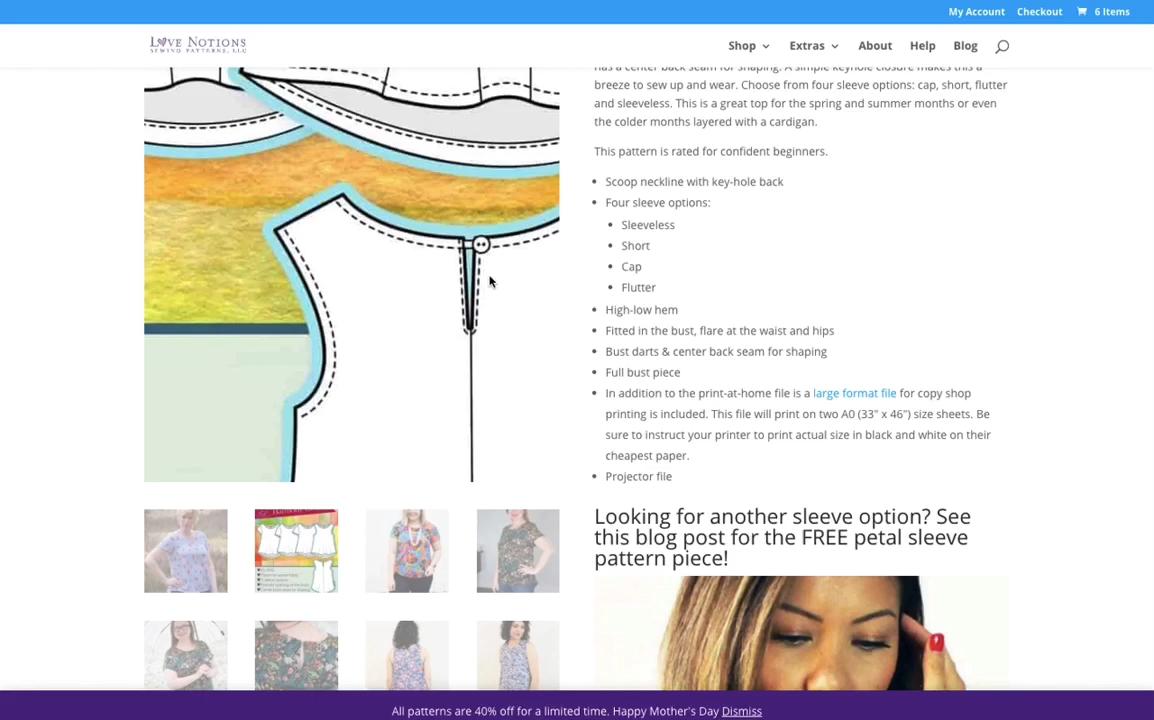 My Account Checkout 6 Items
LOVE NOTIONS
SEWING PATTERNS, LLC
Shop Extras About Help Blog
has a center back seam for shaping. A simple keyhole closure makes this a
breeze to sew up and wear. Choose from four sleeve options: cap, short, flutter
and sleeveless. This is a great top for the spring and summer months or even
the colder months layered with a cardigan.
This pattern is rated for confident beginners.
Scoop neckline with key-hole back
Four sleeve options:
Sleeveless
Short
Cap
Flutter
High-low hem
Fitted in the bust, flare at the waist and hips
Bust darts & center back seam for shaping
Full bust piece
In addition to the print-at-home file is a large format file for copy shop
printing is included. This file will print on two A0 (33" x 46") size sheets. Be
sure to instruct your printer to print actual size in black and white on their
cheapest paper.
Projector file
Looking for another sleeve option? See
this blog post for the FREE petal sleeve
pattern piece!
All patterns are 40% off for a limited time. Happy Mother's Day Dismiss